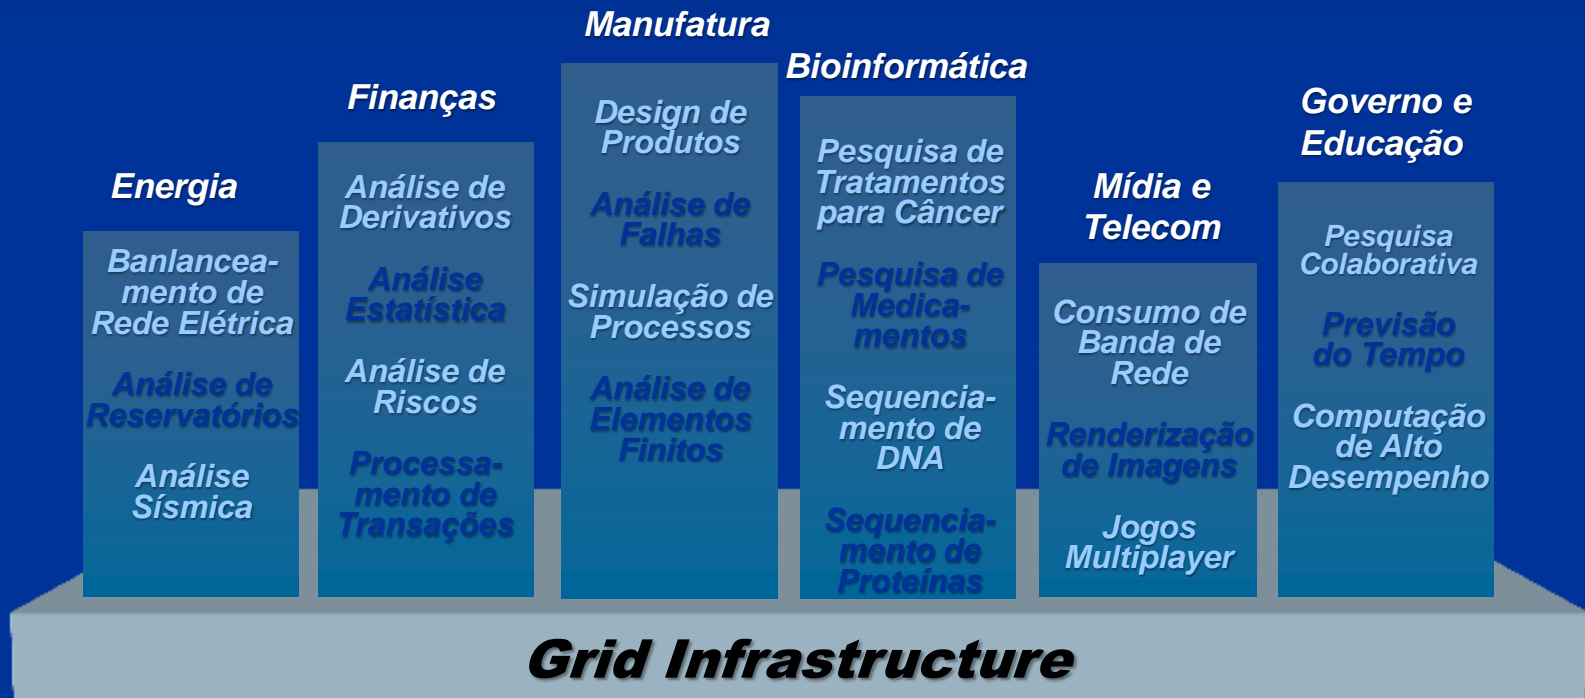 Energia
Banlancea-
mento de
Rede Elétrica
Análise de
Reservatórios
Análise
Sísmica
Finanças
Análise de
Derivativos
Análise
Estatística
Análise de
Riscos
Processa-
mento de
Transações
Manufatura
Design de
Produtos
Análise de
Falhas
Simulação de
Processos
Análise de
Elementos
Finitos
Bioinformática
Pesquisa de
Tratamentos
para Câncer
Pesquisa de
Medica-
mentos
Sequencia-
mento de
DNA
Sequencia-
mento de
Proteínas
Mídia e
Telecom
Consumo de
Banda de
Rede
Renderização
de Imagens
Jogos
Multiplayer
Governo e
Educação
Pesquisa
Colaborativa
Previsão
do Tempo
Computação
de Alto
Desempenho
Grid Infrastructure